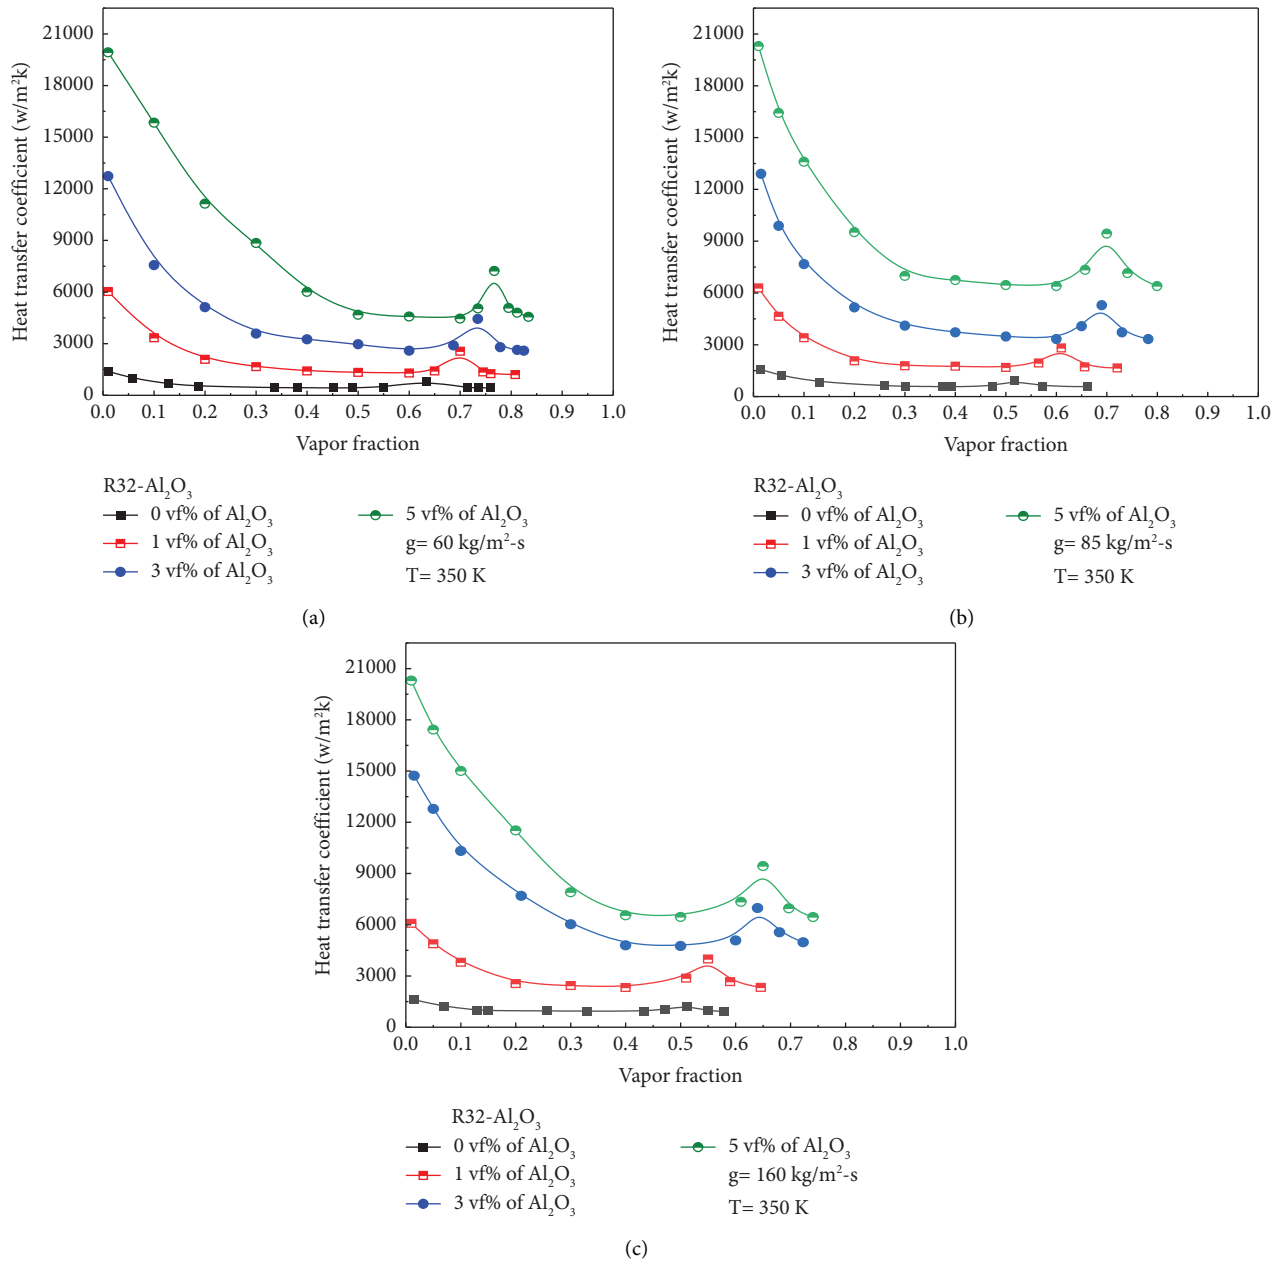 21000
18000
15000
12000
9000
6000
3000
0
Heat transfer coefficient (w/m²k)
0.0 0.1 0.2 0.3 0.4 0.5 0.6 0.7 0.8 0.9 1.0
Vapor fraction
R32-Al₂O₃
0 vf% of Al₂O₃
1 vf% of Al₂O₃
3 vf% of Al₂O₃
5 vf% of Al₂O₃
g= 60 kg/m²-s
T= 350 K
(a)
21000
18000
15000
12000
9000
6000
3000
0
Heat transfer coefficient (w/m²k)
0.0 0.1 0.2 0.3 0.4 0.5 0.6 0.7 0.8 0.9 1.0
Vapor fraction
R32-Al₂O₃
0 vf% of Al₂O₃
1 vf% of Al₂O₃
3 vf% of Al₂O₃
5 vf% of Al₂O₃
g= 85 kg/m²-s
T= 350 K
(b)
21000
18000
15000
12000
9000
6000
3000
0
Heat transfer coefficient (w/m²k)
0.0 0.1 0.2 0.3 0.4 0.5 0.6 0.7 0.8 0.9 1.0
Vapor fraction
R32-Al₂O₃
0 vf% of Al₂O₃
1 vf% of Al₂O₃
3 vf% of Al₂O₃
5 vf% of Al₂O₃
g= 160 kg/m²-s
T= 350 K
(c)